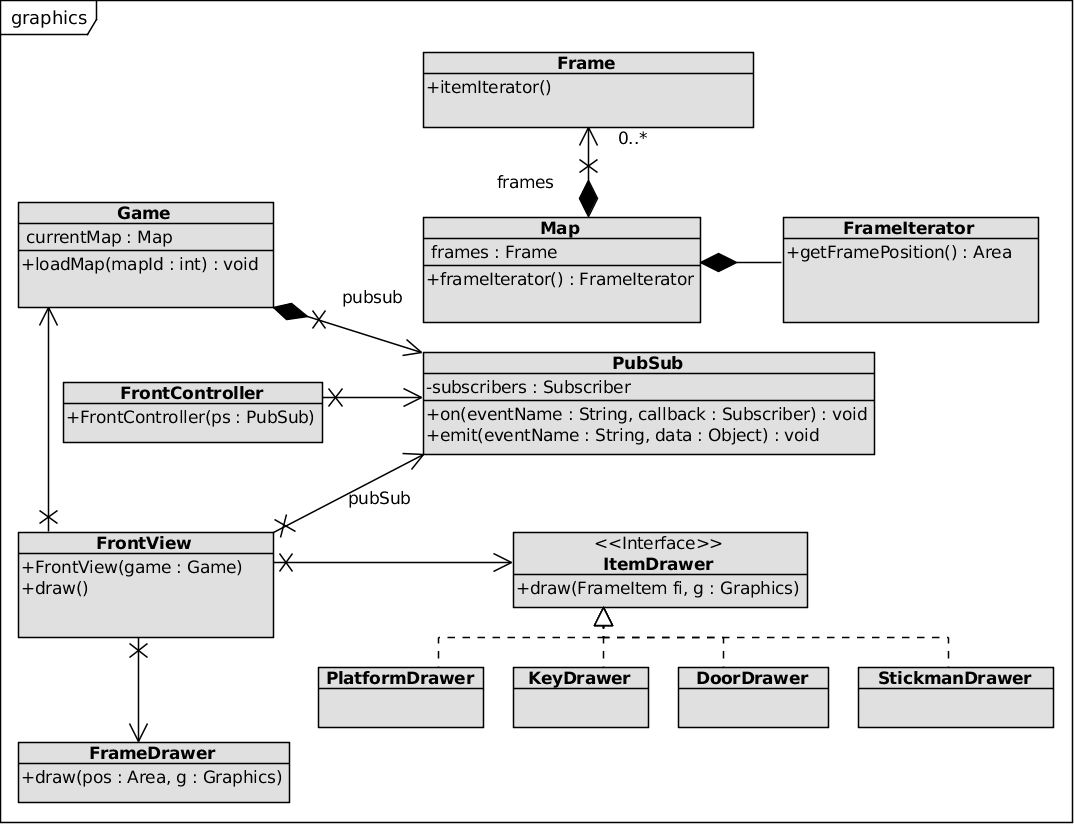 graphics
Frame
+itemIterator()
0..*
frames
Game
currentMap : Map
+loadMap(mapId : int) : void
Map
frames : Frame
+frameIterator() : FrameIterator
FrameIterator
+getFramePosition() : Area
pubsub
PubSub
-subscribers : Subscriber
+on(eventName : String, callback : Subscriber) : void
+emit(eventName : String, data : Object) : void
FrontController
+FrontController(ps : PubSub)
pubSub
FrontView
+FrontView(game : Game)
+draw()
<<Interface>>
ItemDrawer
+draw(FrameItem fi, g : Graphics)
PlatformDrawer
KeyDrawer
DoorDrawer
StickmanDrawer
FrameDrawer
+draw(pos : Area, g : Graphics)